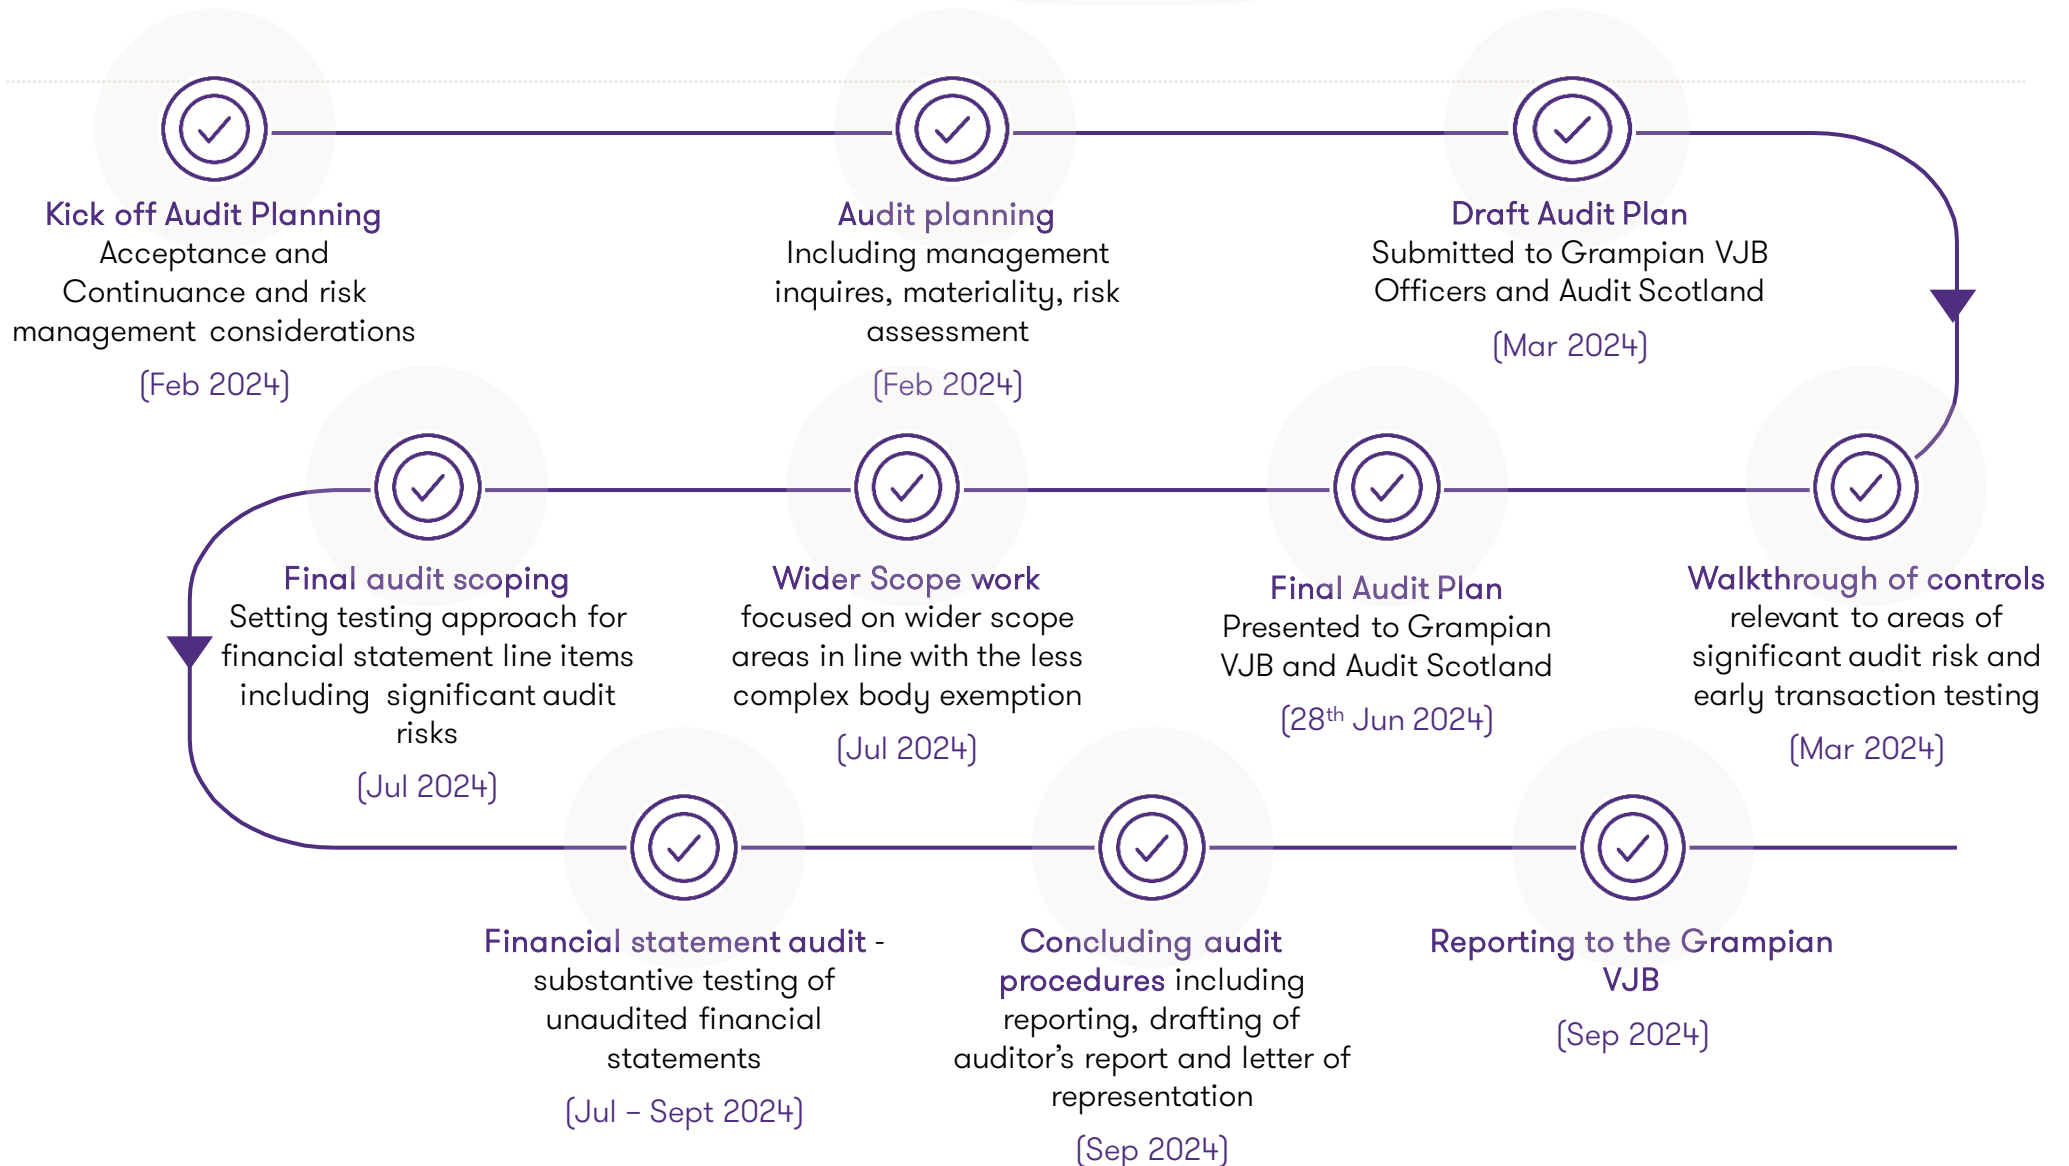 Kick off Audit Planning
Acceptance and
Continuance and risk
management considerations
(Feb 2024)
Audit planning
Including management
inquires, materiality, risk
assessment
(Feb 2024)
Draft Audit Plan
Submitted to Grampian VJB
Officers and Audit Scotland
(Mar 2024)
Walkthrough of controls
relevant to areas of
significant audit risk and
early transaction testing
(Mar 2024)
Final Audit Plan
Presented to Grampian
VJB and Audit Scotland
(28th Jun 2024)
Wider Scope work
focused on wider scope
areas in line with the less
complex body exemption
(Jul 2024)
Final audit scoping
Setting testing approach for
financial statement line items
including significant audit
risks
(Jul 2024)
Financial statement audit -
substantive testing of
unaudited financial
statements
(Jul – Sept 2024)
Concluding audit
procedures including
reporting, drafting of
auditor’s report and letter of
representation
(Sep 2024)
Reporting to the Grampian
VJB
(Sep 2024)